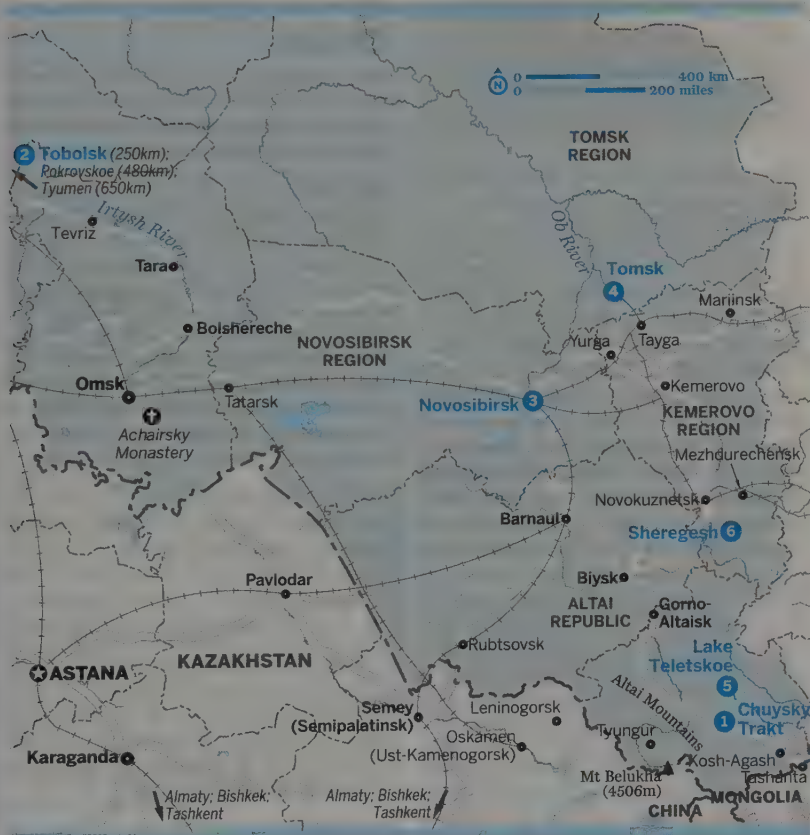 0 400 km
N
0 200 miles
TOMSK
REGION
2 Tobolsk (250km);
Pokrovskoe (480km);
Tyumen (650km)
Irtysh River
Tevriz
Tara
Ob River
Tomsk
4
Mariinsk
Bolshereche
NOVOSIBIRSK
REGION
Yurga
Tayga
Omsk
Tatarsk
Kemerovo
Novosibirsk 3
KEMEROVO
REGION
Achairsky
Monastery
Mezhdurechensk
Novokuznetsk
Barnaul
Sheregesh 6
Biysk
Pavlodar
ALTAI
REPUBLIC
Gorno-
Altaisk
Rubtsovsk
KAZAKHSTAN
ASTANA
Lake
Teletskoe
5
Altai Mountains
Semey
(Semipalatinsk)
Leninogorsk
1 Chuysky
Trakt
Oskamen
(Ust-Kamenogorsk)
Tyungur
Karaganda
Kosh-Agash
Tashanta
Mt Belukha
(4506m)
MONGOLIA
CHINA
Almaty; Bishkek;
Tashkent
Almaty; Bishkek;
Tashkent